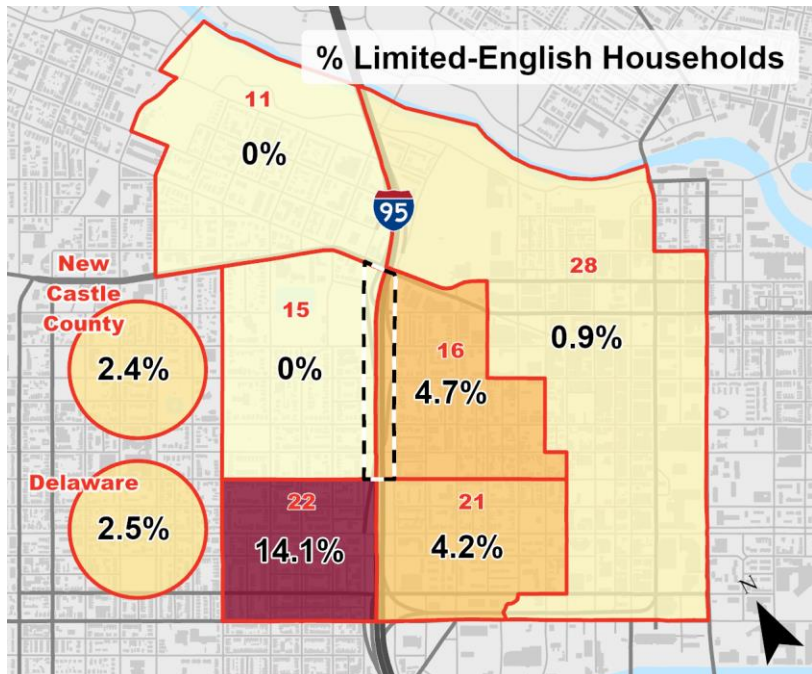 % Limited-English Households
11
0%
95
New
Castle
County
2.4%
15
0%
16
4.7%
28
0.9%
Delaware
2.5%
22
14.1%
21
4.2%
N